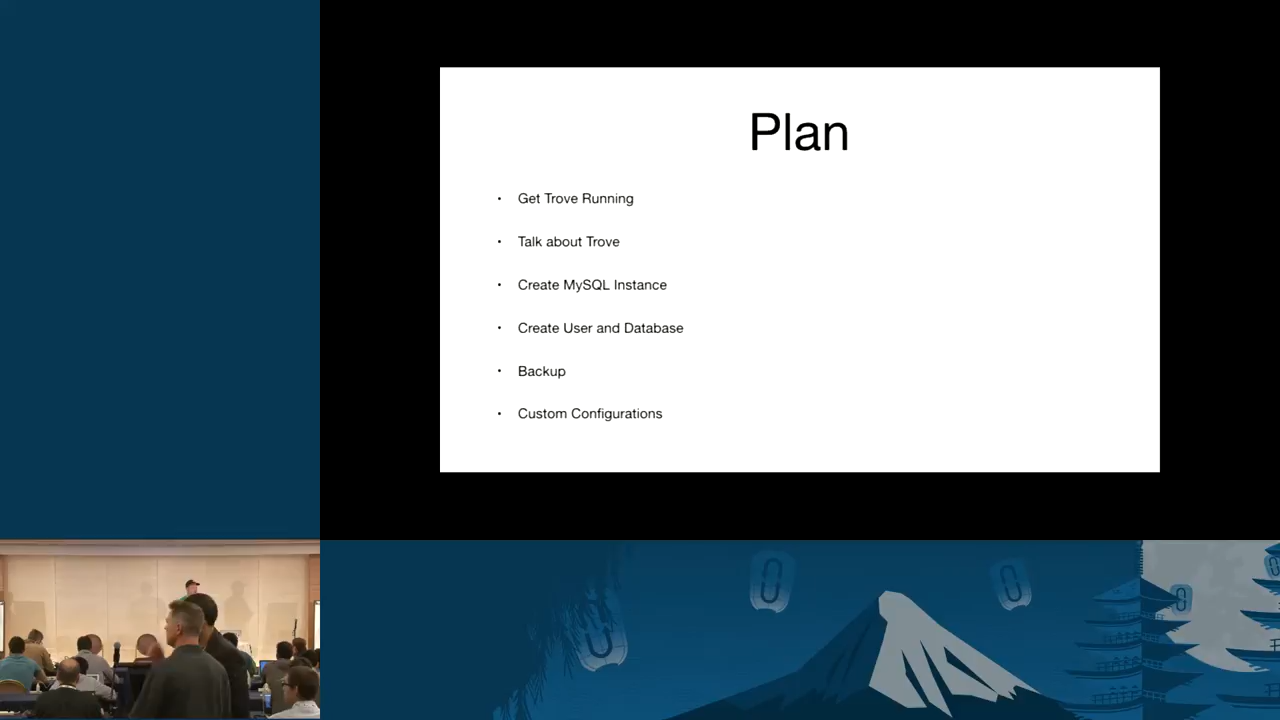 Plan
• Get Trove Running
• Talk about Trove
• Create MySQL Instance
• Create User and Database
• Backup
• Custom Configurations